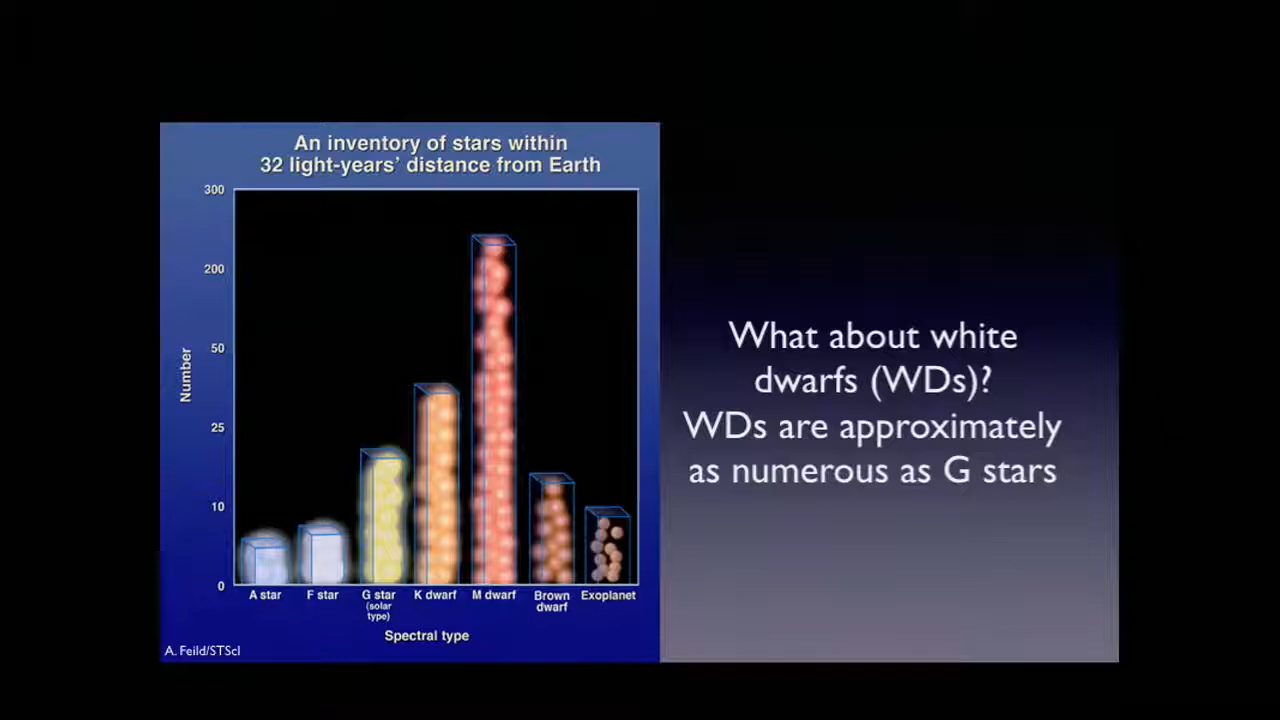 An inventory of stars within
32 light-years' distance from Earth
300
200
50
25
10
0
Number
A star
F star
G star
(solar
type)
K dwarf
M dwarf
Brown
dwarf
Exoplanet
Spectral type
A. Feild/STScI
What about white
dwarfs (WDs)?
WDs are approximately
as numerous as G stars